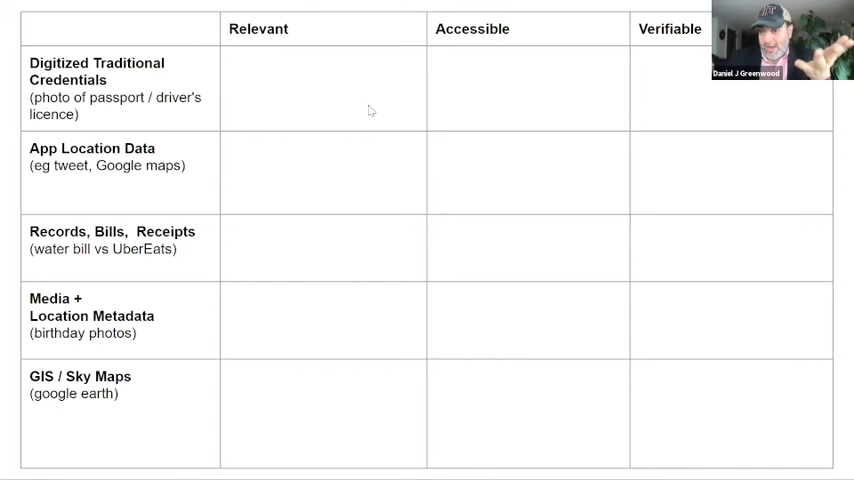 Relevant
Accessible
Verifiable
Daniel J Greenwood
Digitized Traditional
Credentials
(photo of passport / driver's
licence)
App Location Data
(eg tweet, Google maps)
Records, Bills, Receipts
(water bill vs UberEats)
Media +
Location Metadata
(birthday photos)
GIS / Sky Maps
(google earth)